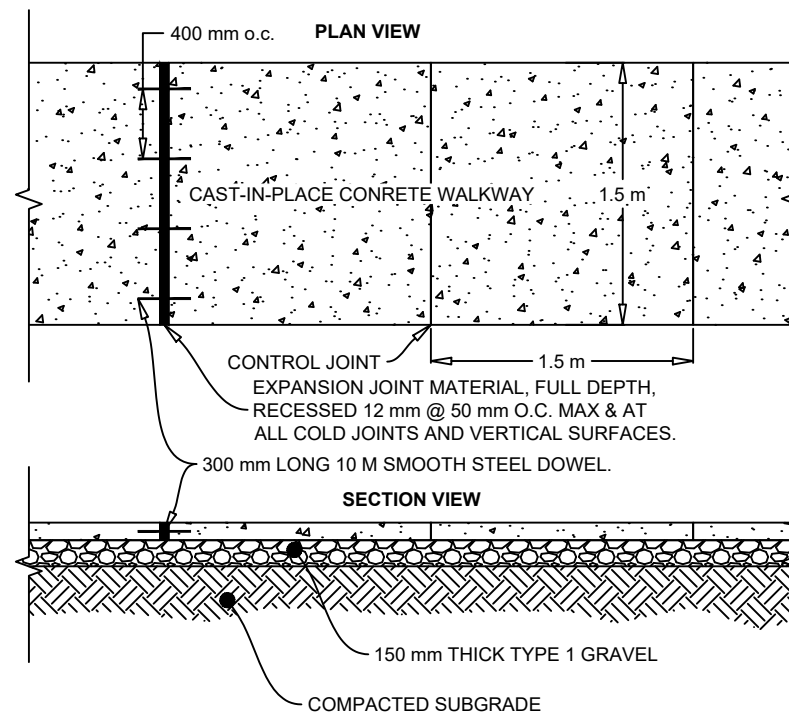 400 mm o.c.
PLAN VIEW
CAST-IN-PLACE CONRETE WALKWAY
1.5 m
CONTROL JOINT
1.5 m
EXPANSION JOINT MATERIAL, FULL DEPTH,
RECESSED 12 mm @ 50 mm O.C. MAX & AT
ALL COLD JOINTS AND VERTICAL SURFACES.
300 mm LONG 10 M SMOOTH STEEL DOWEL.
SECTION VIEW
150 mm THICK TYPE 1 GRAVEL
COMPACTED SUBGRADE